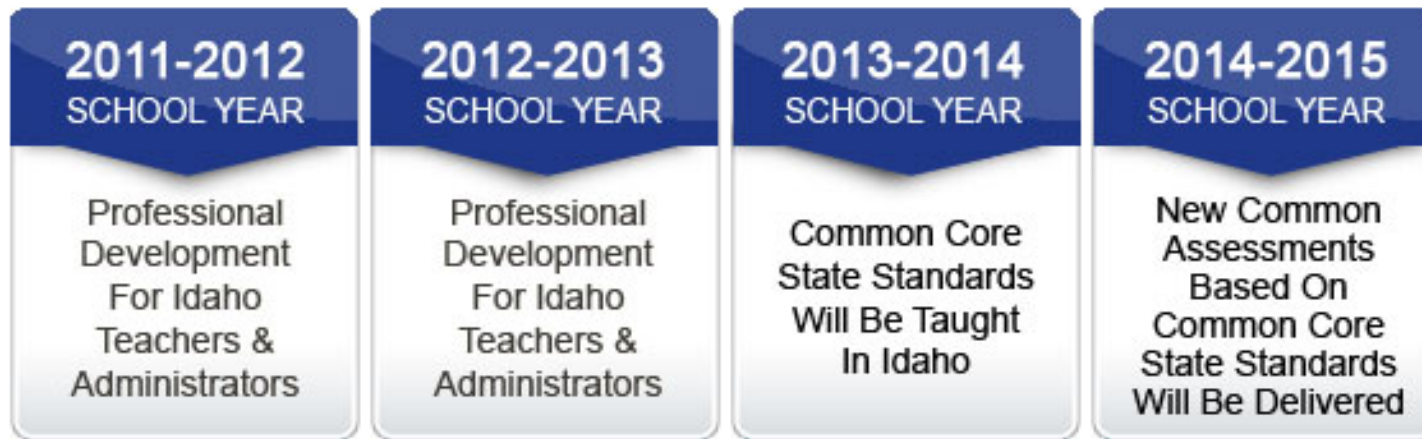 2011-2012
SCHOOL YEAR
Professional
Development
For Idaho
Teachers &
Administrators
2012-2013
SCHOOL YEAR
Professional
Development
For Idaho
Teachers &
Administrators
2013-2014
SCHOOL YEAR
Common Core
State Standards
Will Be Taught
In Idaho
2014-2015
SCHOOL YEAR
New Common
Assessments
Based On
Common Core
State Standards
Will Be Delivered